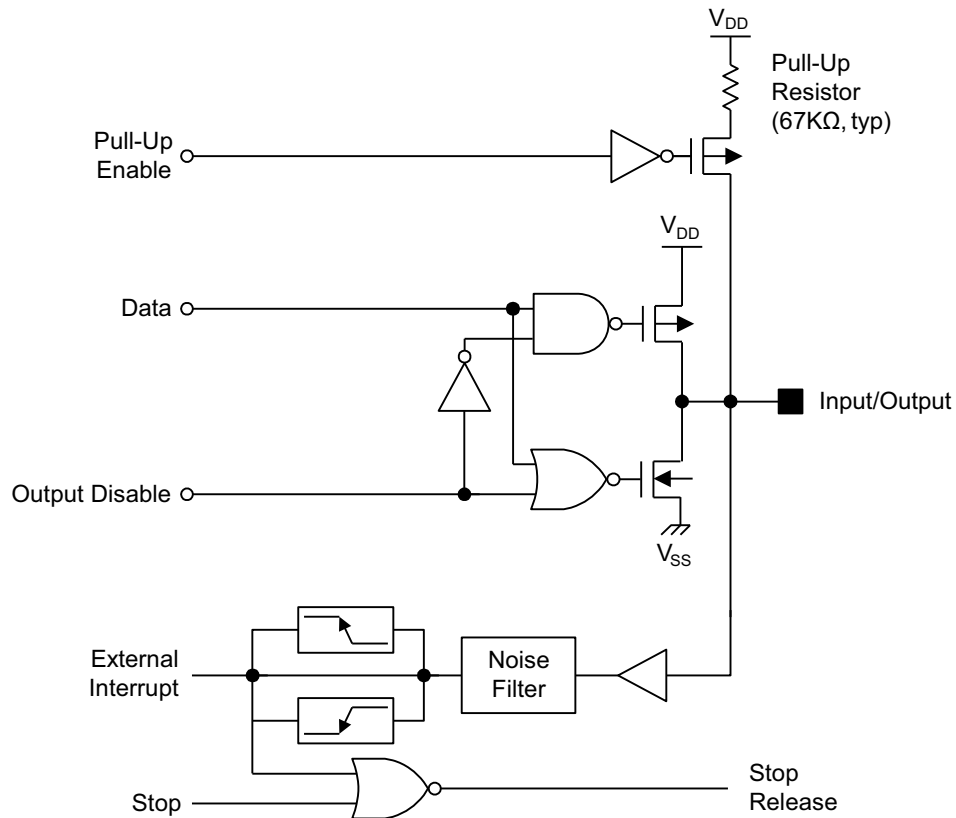 VDD
Pull-Up
Resistor
(67KΩ, typ)
Pull-Up
Enable
VDD
Data
Input/Output
Output Disable
VSS
External
Interrupt
Noise
Filter
Stop
Stop
Release